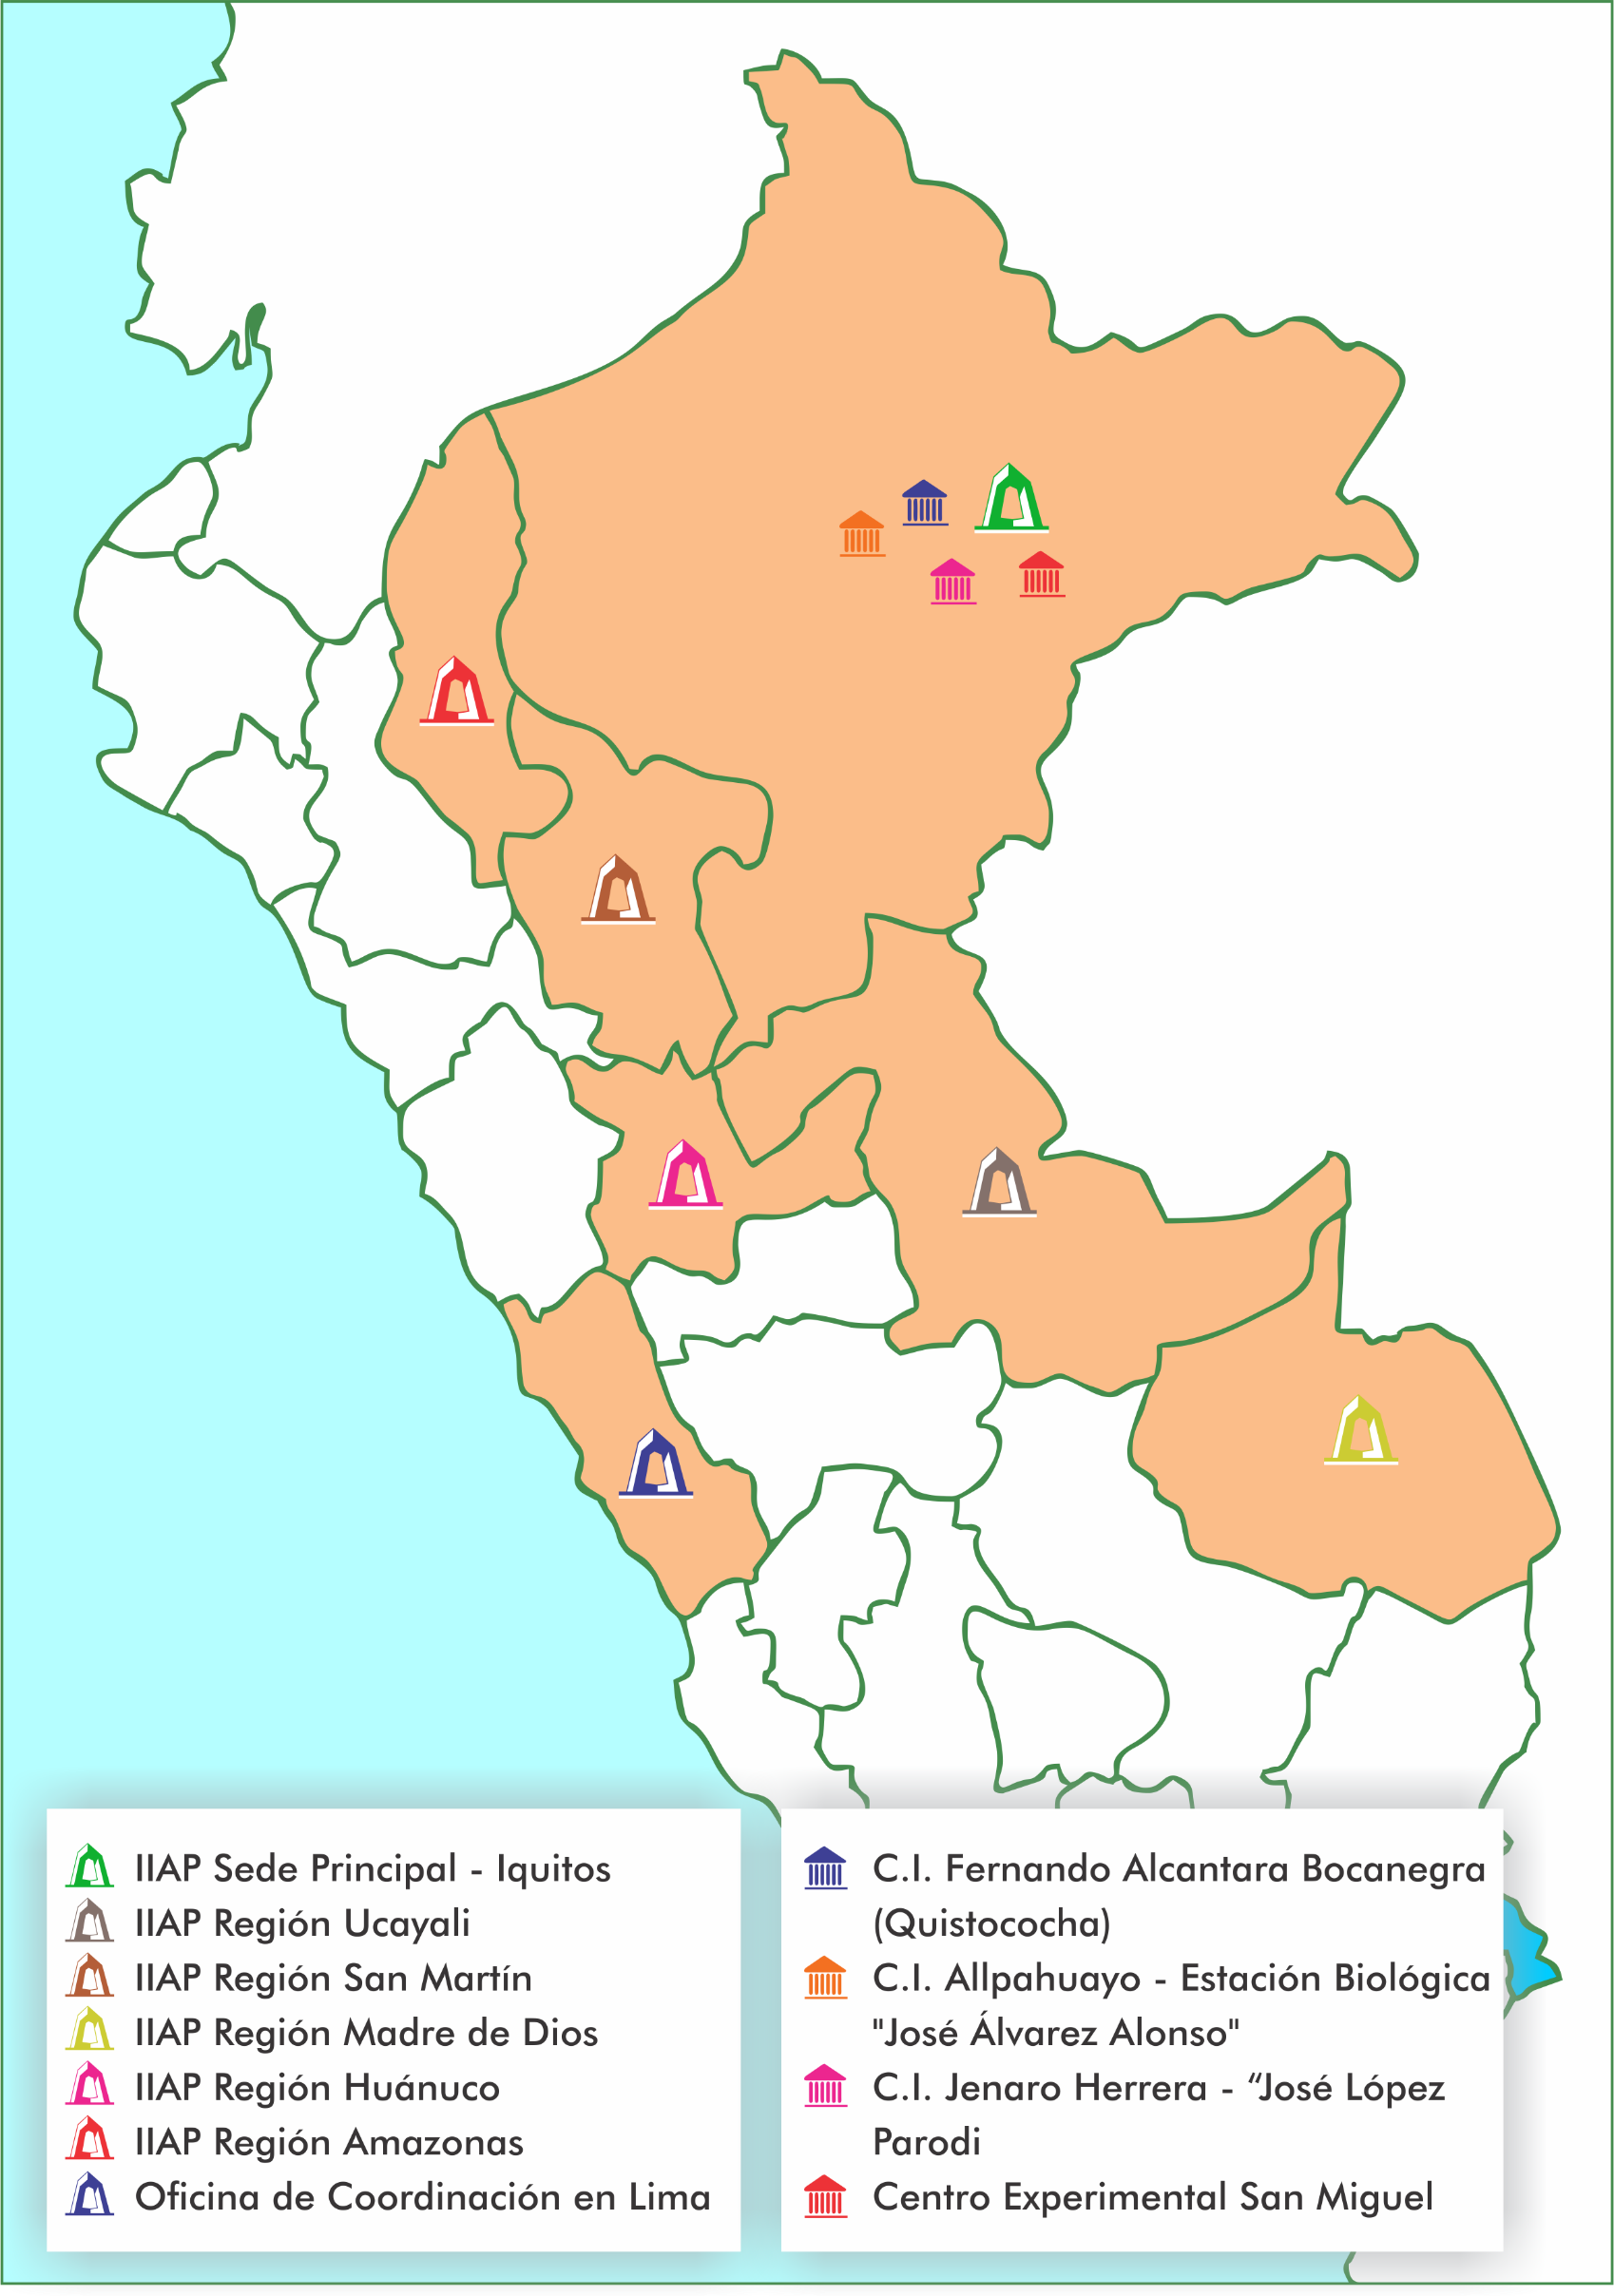 IIAP Sede Principal - Iquitos
IIAP Región Ucayali
IIAP Región San Martín
IIAP Región Madre de Dios
IIAP Región Huánuco
IIAP Región Amazonas
Oficina de Coordinación en Lima
C.I. Fernando Alcantara Bocanegra
(Quistococha)
C.I. Allpahuayo - Estación Biológica
"José Álvarez Alonso"
C.I. Jenaro Herrera - “José López
Parodi
Centro Experimental San Miguel